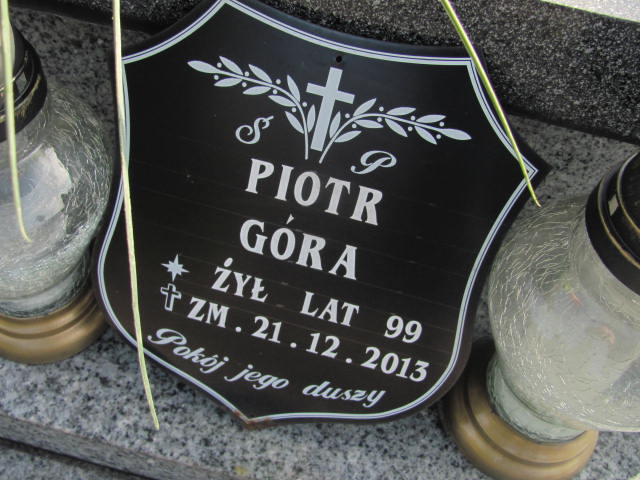 Ś P
PIOTR
GÓRA
ŻYŁ LAT 99
ZM. 21.12.2013
Pokój jego duszy